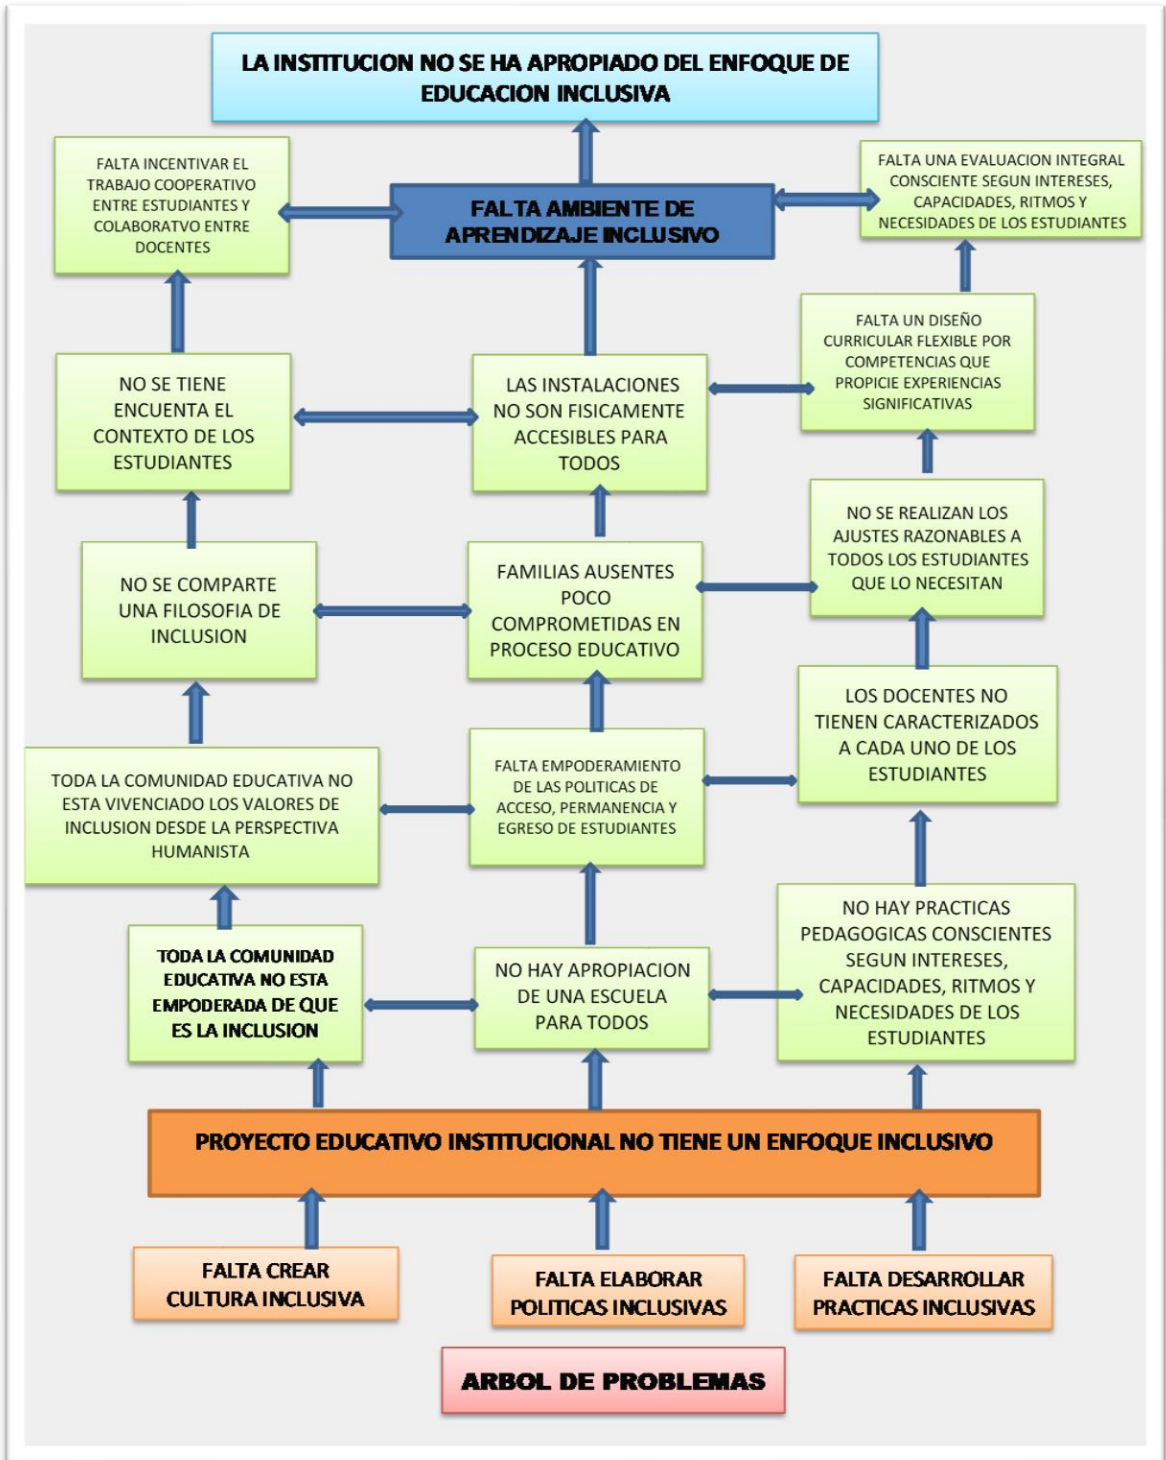 LA INSTITUCION NO SE HA APROPIADO DEL ENFOQUE DE
EDUCACION INCLUSIVA
FALTA INCENTIVAR EL
TRABAJO COOPERATIVO
ENTRE ESTUDIANTES Y
COLABORATVO ENTRE
DOCENTES
FALTA AMBIENTE DE
APRENDIZAJE INCLUSIVO
FALTA UNA EVALUACION INTEGRAL
CONSCIENTE SEGUN INTERESES,
CAPACIDADES, RITMOS Y
NECESIDADES DE LOS ESTUDIANTES
NO SE TIENE
ENCUENTA EL
CONTEXTO DE LOS
ESTUDIANTES
LAS INSTALACIONES
NO SON FISICAMENTE
ACCESIBLES PARA
TODOS
FALTA UN DISEÑO
CURRICULAR FLEXIBLE POR
COMPETENCIAS QUE
PROPICIE EXPERIENCIAS
SIGNIFICATIVAS
NO SE COMPARTE
UNA FILOSOFIA DE
INCLUSION
FAMILIAS AUSENTES
POCO
COMPROMETIDAS EN
PROCESO EDUCATIVO
NO SE REALIZAN LOS
AJUSTES RAZONABLES A
TODOS LOS ESTUDIANTES
QUE LO NECESITAN
TODA LA COMUNIDAD EDUCATIVA NO
ESTA VIVENCIADO LOS VALORES DE
INCLUSION DESDE LA PERSPECTIVA
HUMANISTA
FALTA EMPODERAMIENTO
DE LAS POLITICAS DE
ACCESO, PERMANENCIA Y
EGRESO DE ESTUDIANTES
LOS DOCENTES NO
TIENEN CARACTERIZADOS
A CADA UNO DE LOS
ESTUDIANTES
TODA LA COMUNIDAD
EDUCATIVA NO ESTA
EMPODERADA DE QUE
ES LA INCLUSION
NO HAY APROPIACION
DE UNA ESCUELA
PARA TODOS
NO HAY PRACTICAS
PEDAGOGICAS CONSCIENTES
SEGUN INTERESES,
CAPACIDADES, RITMOS Y
NECESIDADES DE LOS
ESTUDIANTES
PROYECTO EDUCATIVO INSTITUCIONAL NO TIENE UN ENFOQUE INCLUSIVO
FALTA CREAR
CULTURA INCLUSIVA
FALTA ELABORAR
POLITICAS INCLUSIVAS
FALTA DESARROLLAR
PRACTICAS INCLUSIVAS
ARBOL DE PROBLEMAS